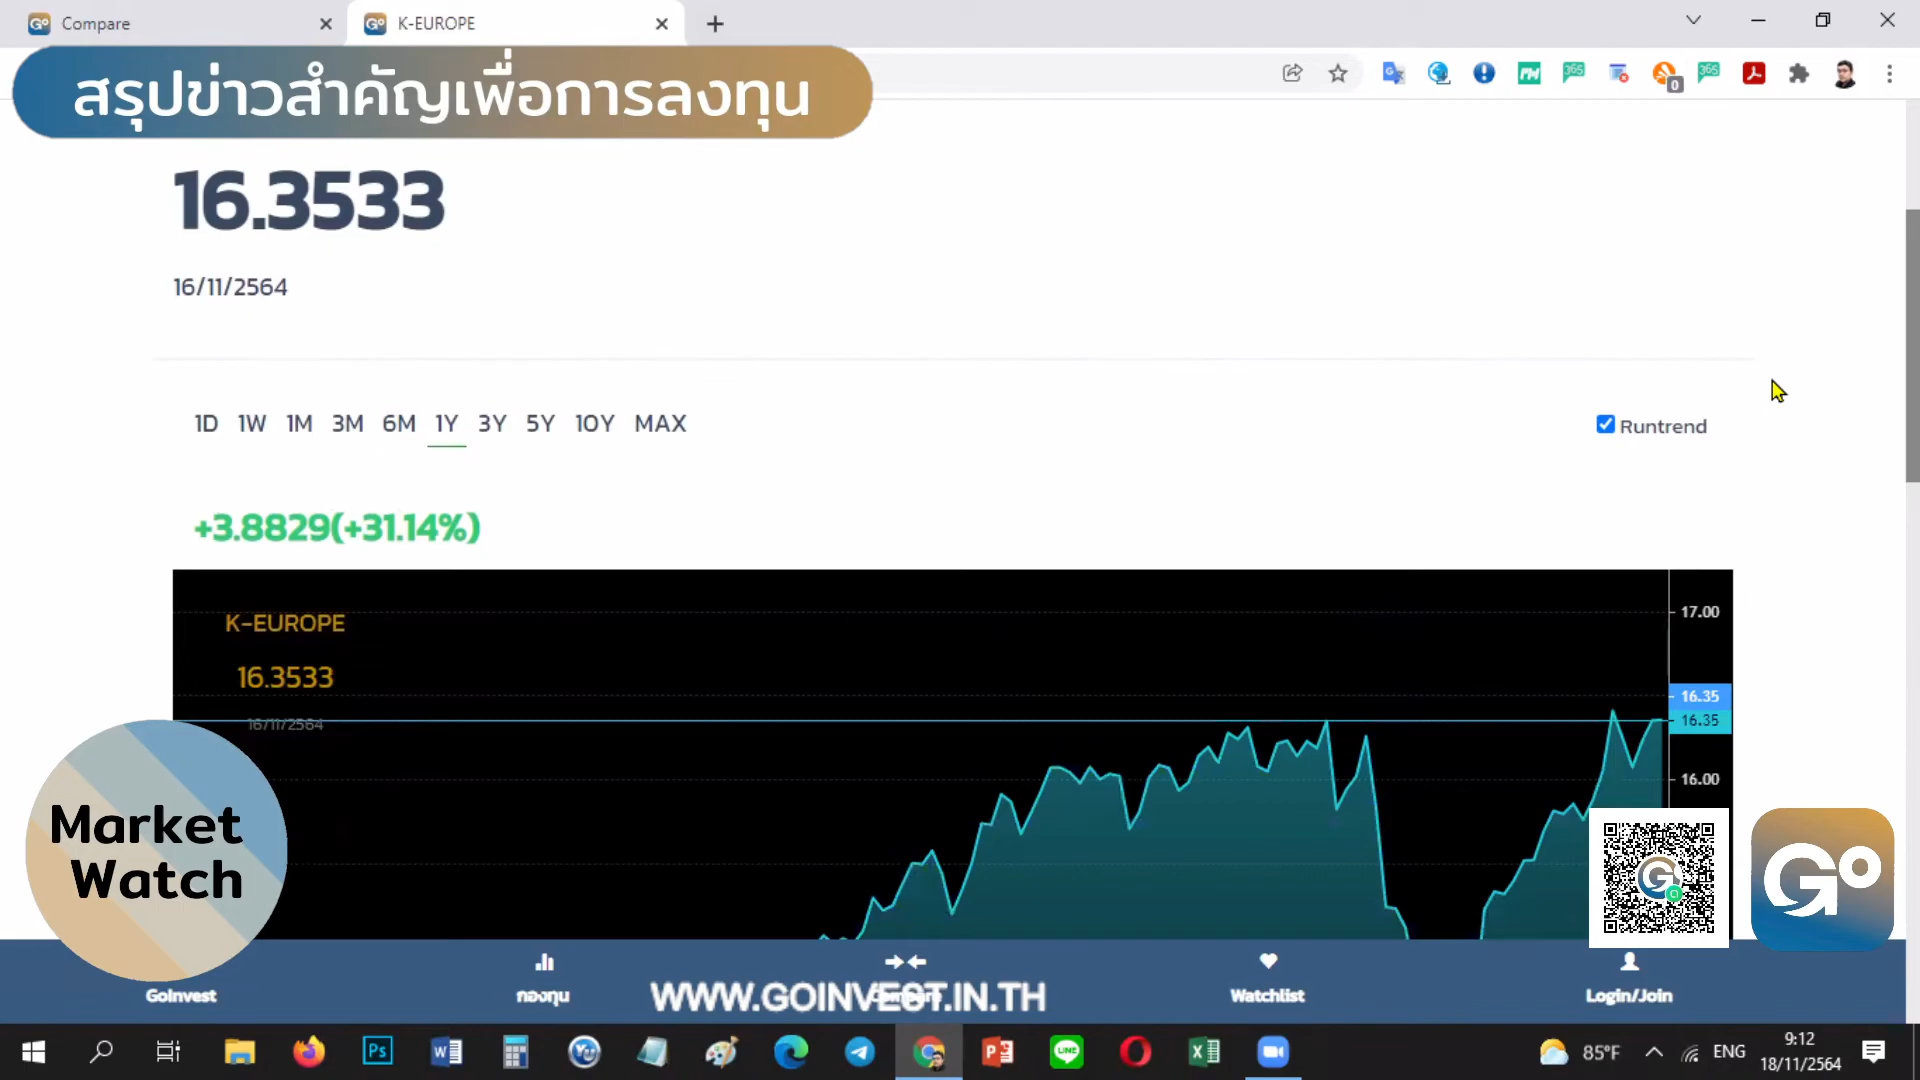 Compare
K-EUROPE
สรุปข่าวสำคัญเพื่อการลงทุน
16.3533
16/11/2564
1D 1W 1M 3M 6M 1Y 3Y 5Y 10Y MAX
Runtrend
+3.8829(+31.14%)
K-EUROPE
16.3533
16/11/2564
17.00
16.35
16.35
16.00
Market
Watch
Go
GoInvest
กองทุน
WWW.GOINVEST.IN.TH
Watchlist
Login/Join
85°F
ENG
9:12
18/11/2564